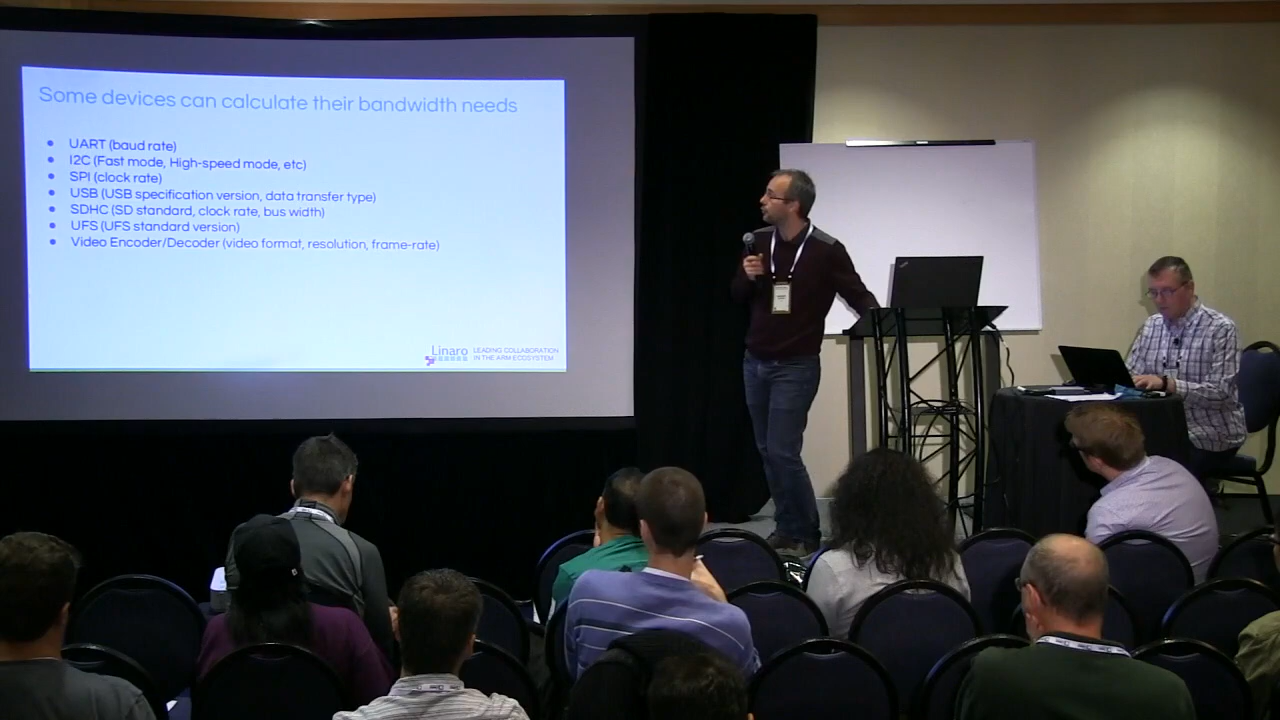 Some devices can calculate their bandwidth needs
● UART (baud rate)
● I2C (Fast mode, High-speed mode, etc)
● SPI (clock rate)
● USB (USB specification version, data transfer type)
● SDHC (SD standard, clock rate, bus width)
● UFS (UFS standard version)
● Video Encoder/Decoder (video format, resolution, frame-rate)
Linaro
LEADING COLLABORATION
IN THE ARM ECOSYSTEM